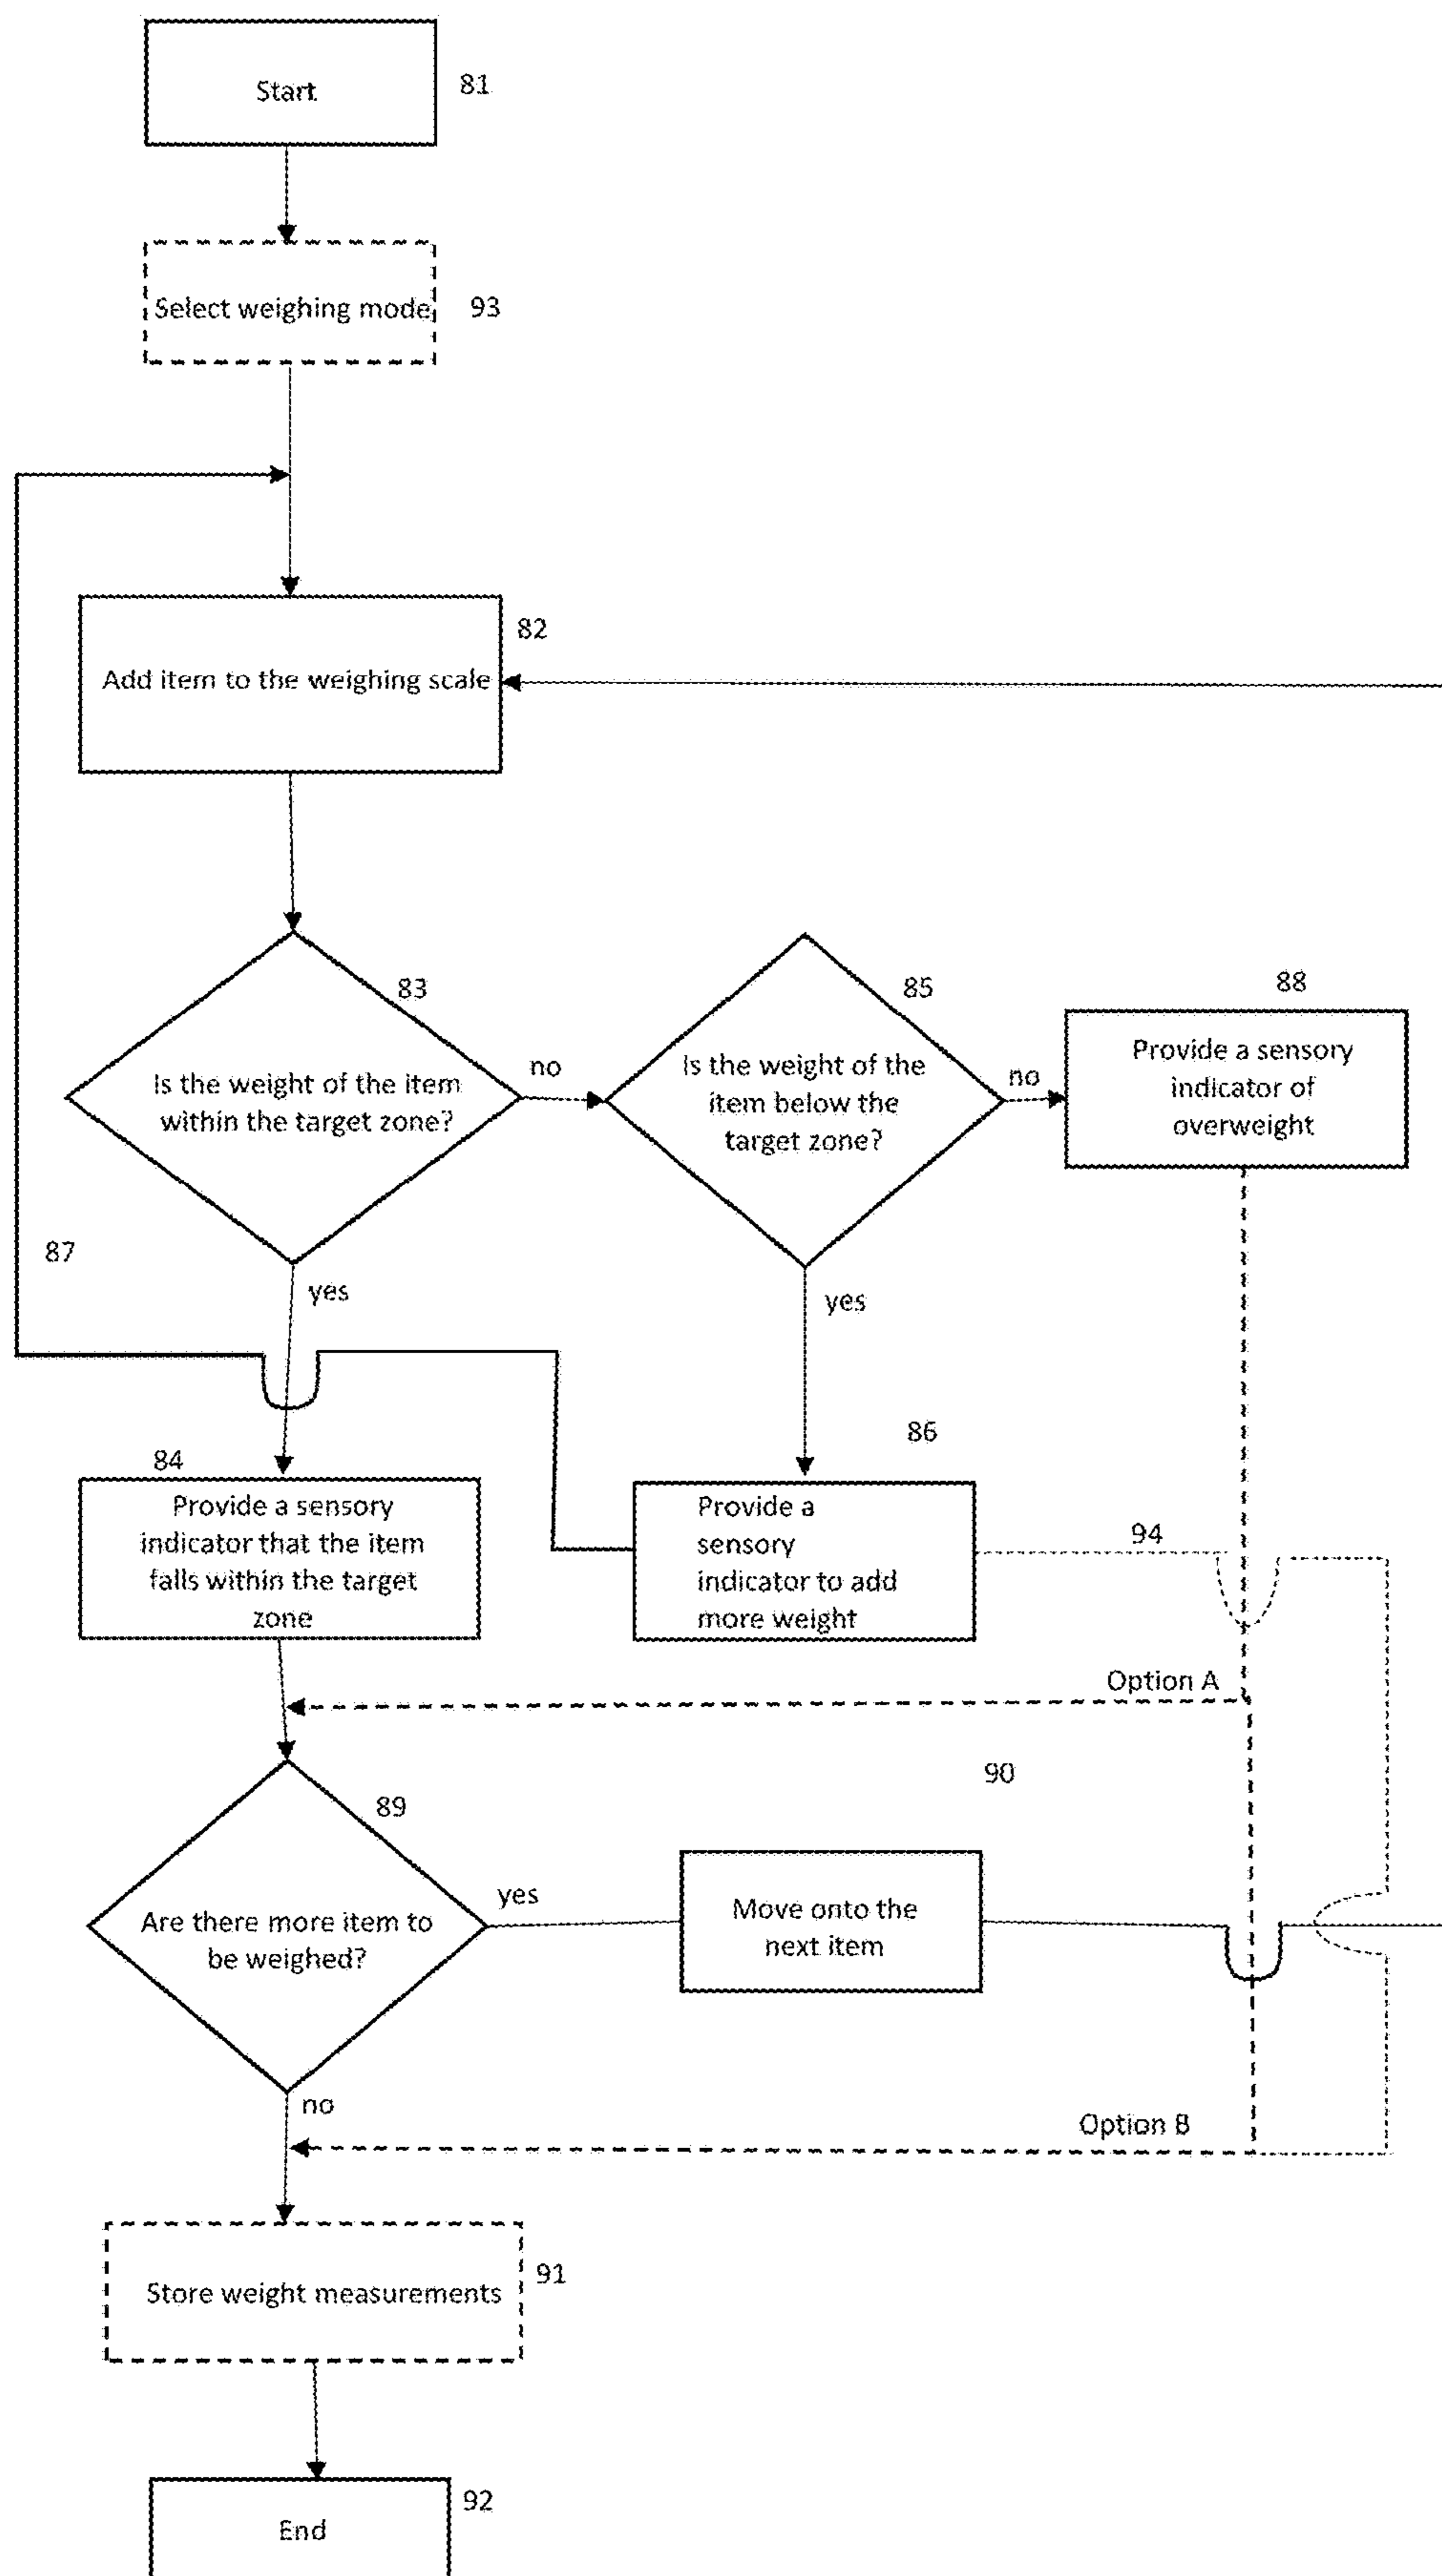 Start
81
Select weighing mode
93
82
Add item to the weighing scale
83
Is the weight of the item
within the target zone?
no
85
Is the weight of the
item below the
target zone?
no
88
Provide a sensory
indicator of
overweight
87
yes
yes
84
Provide a sensory
indicator that the item
falls within the target
zone
86
Provide a
sensory
indicator to add
more weight
94
Option A
89
Are there more item to
be weighed?
yes
90
Move onto the
next item
no
Option B
Store weight measurements
91
End
92